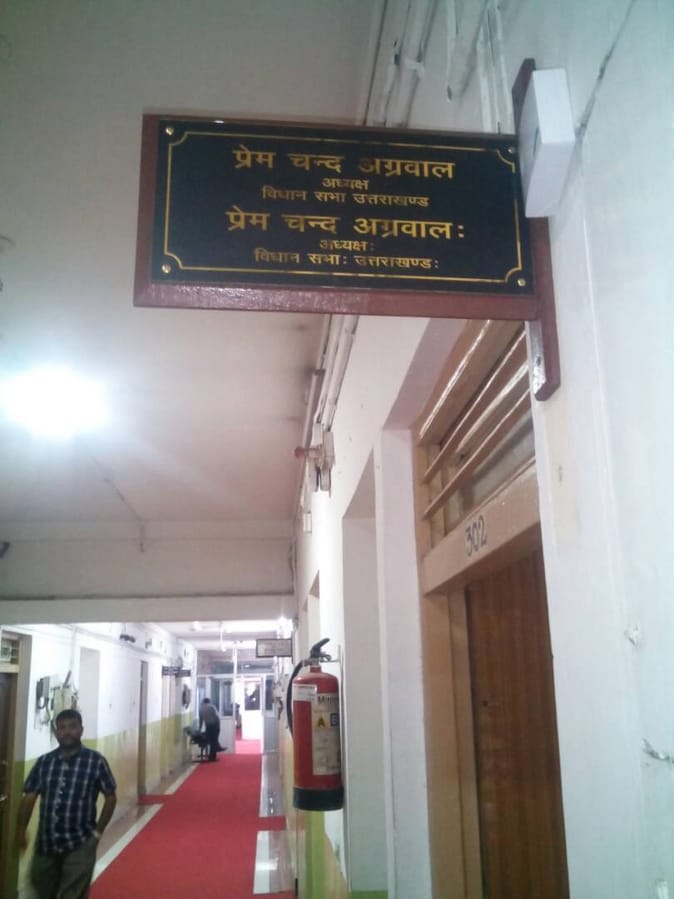 प्रेम चन्द अग्रवाल
अध्यक्ष
विधान सभा उत्तराखण्ड
प्रेम चन्द अग्रवाल:
अध्यक्ष:
विधान सभा: उत्तराखण्ड:
302
A